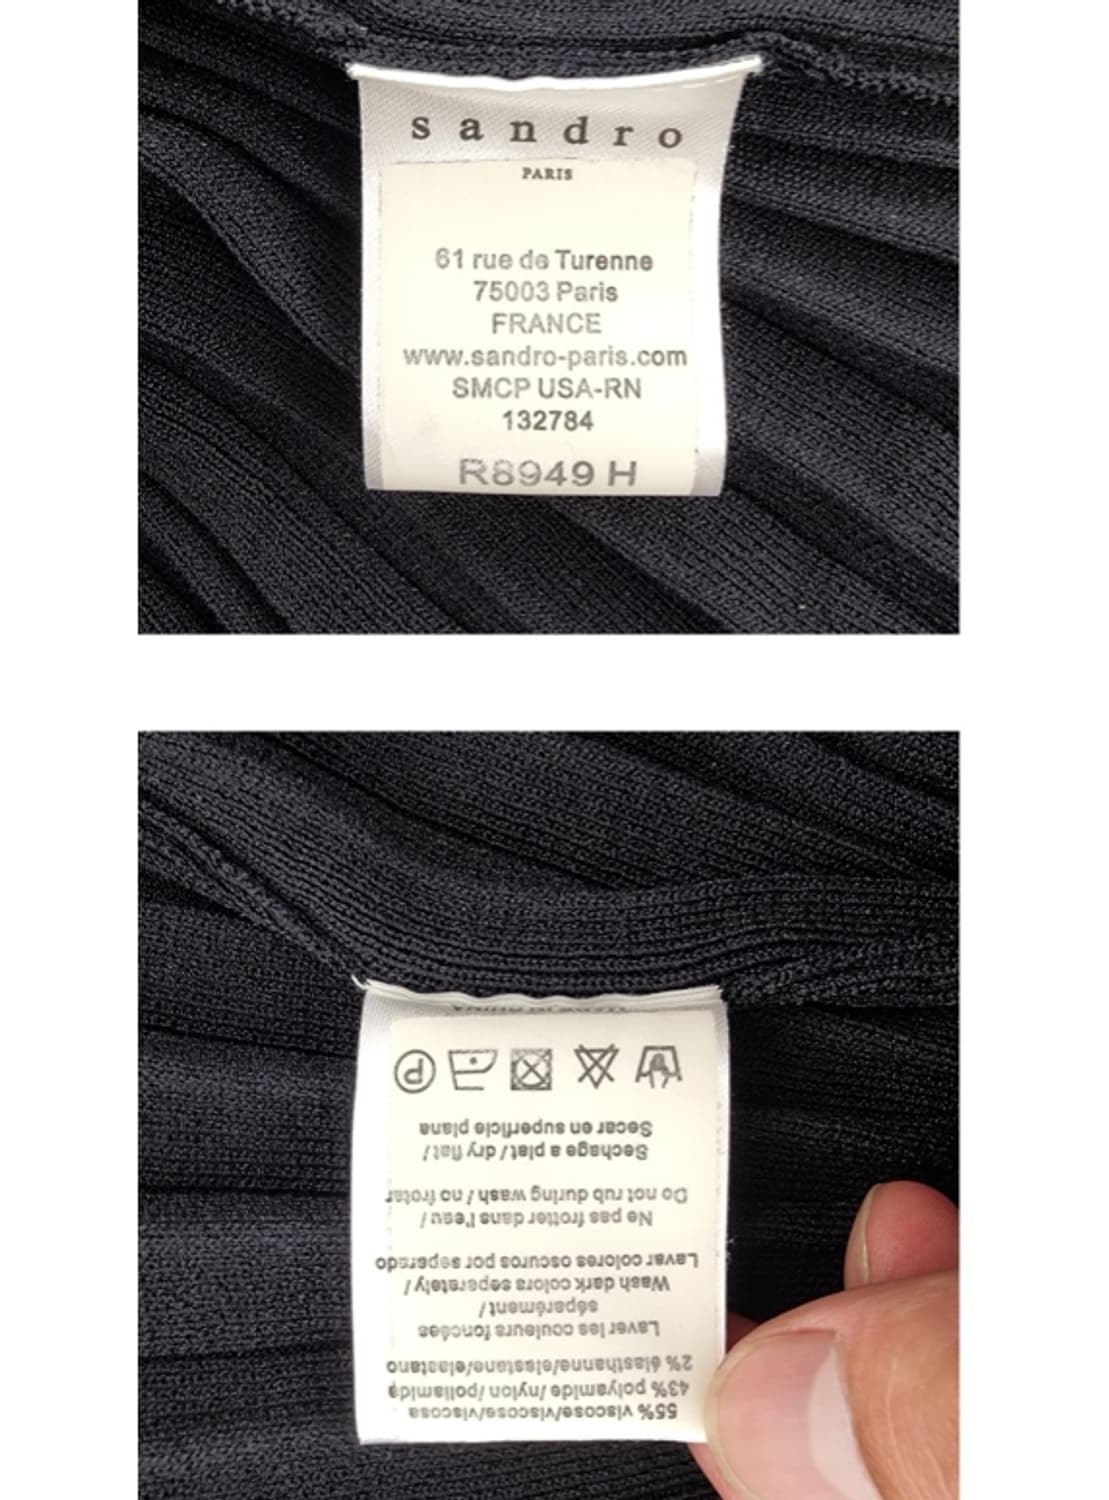 sandro
PARIS
61 rue de Turenne
75003 Paris
FRANCE
www.sandro-paris.com
SMCP USA-RN
132784
R8949 H
55% viscose/viscose/viscosa
43% polyamide /nylon /poliamida
2% élasthanne/elastane/elastano
Laver les couleurs foncées
séparément /
Wash dark colors separately /
Lavar colores oscuros por separado
Ne pas frotter dans l'eau /
Do not rub during wash / no frotar
Sechage a plat / dry flat /
Secar en superficie plana
P